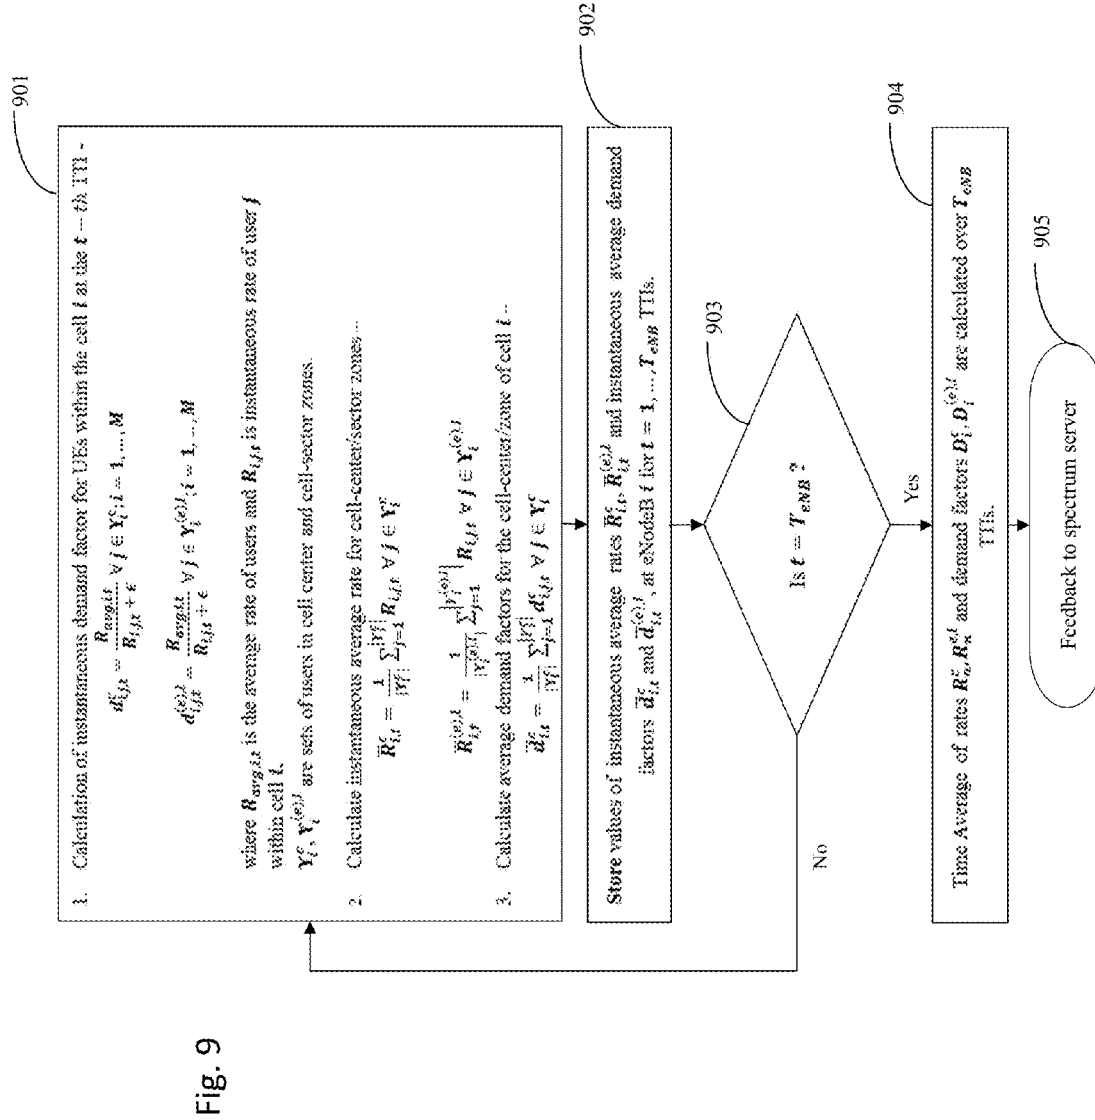 Fig. 9
901
1. Calculation of instantaneous demand factor for UEs within the cell i at the t – th TTI -
d^c_{i,j,t} = R_{avg,i,t} / (R_{i,j,t} + ϵ) ∀ j ∈ Υ^c_i; i = 1, ..., M
d^{(e),l}_{i,j,t} = R_{avg,i,t} / (R_{i,j,t} + ϵ) ∀ j ∈ Υ^{(e),l}_i; i = 1, .., M
where R_{avg,i,t} is the average rate of users and R_{i,j,t} is instantaneous rate of user j
within cell i.
Υ^c_i, Υ^{(e),l}_i are sets of users in cell center and cell-sector zones.
2. Calculate instantaneous average rate for cell-center/sector zones –
R̅^c_{i,t} = 1/|Υ^c_i| ∑_{j=1}^{|Υ^c_i|} R_{i,j,t} ∀ j ∈ Υ^c_i
R̅^{(e),l}_{i,t} = 1/|Υ^{(e),l}_i| ∑_{j=1}^{|Υ^{(e),l}_i|} R_{i,j,t} ∀ j ∈ Υ^{(e),l}_i
3. Calculate average demand factors for the cell-center/zone of cell i –
d̅^c_{i,t} = 1/|Υ^c_i| ∑_{j=1}^{|Υ^c_i|} d^c_{i,j,t} ∀ j ∈ Υ^c_i
902
Store values of instantaneous average rates R̅^c_{i,t}, R̅^{(e),l}_{i,t} and instantaneous average demand
factors d̅^c_{i,t} and d̅^{(e),l}_{i,t}, at eNodeB i for t = 1, ..., T_{eNB} TTIs.
903
Is t = T_{eNB} ?
No
Yes
904
Time Average of rates R^c_n, R^{e,l}_n and demand factors D^c_i, D^{(e),l}_i are calculated over T_{eNB}
TTIs.
905
Feedback to spectrum server